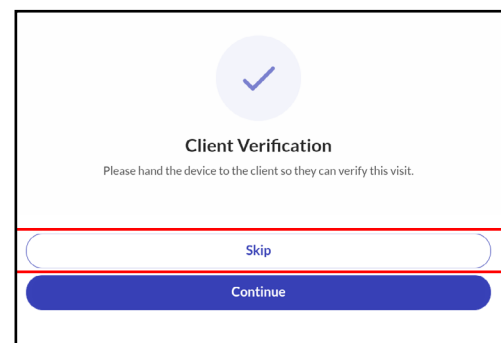 Client Verification
Please hand the device to the client so they can verify this visit.
Skip
Continue